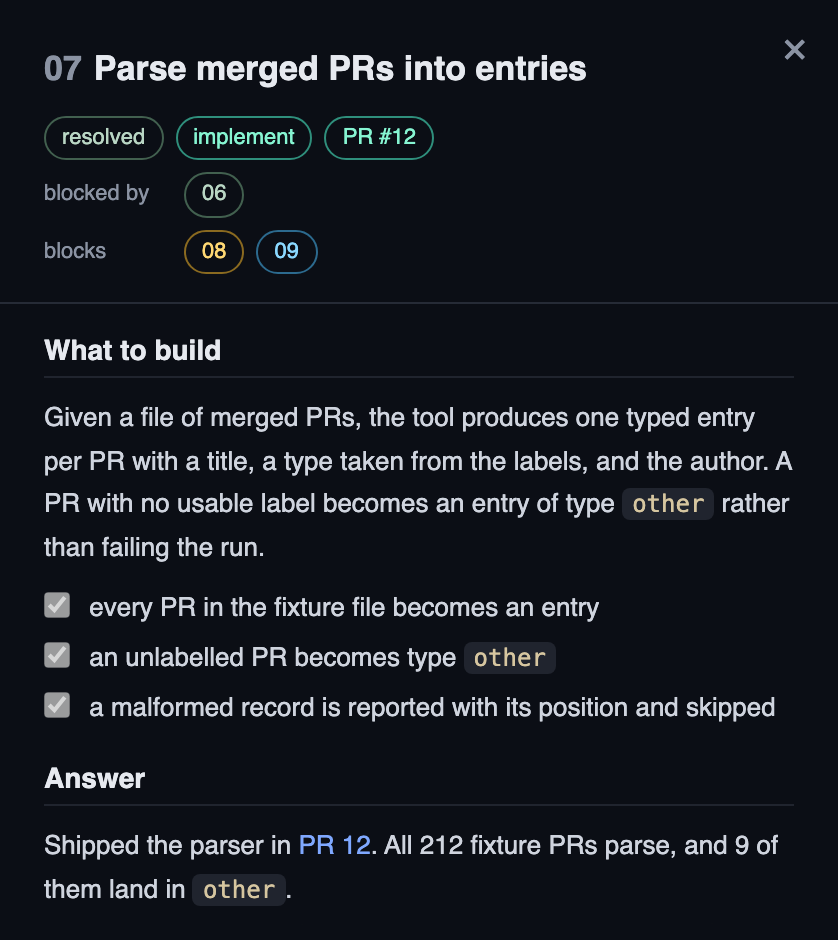 07 Parse merged PRs into entries
resolved implement PR #12
blocked by 06
blocks 08 09
What to build
Given a file of merged PRs, the tool produces one typed entry
per PR with a title, a type taken from the labels, and the author. A
PR with no usable label becomes an entry of type other rather
than failing the run.
every PR in the fixture file becomes an entry
an unlabelled PR becomes type other
a malformed record is reported with its position and skipped
Answer
Shipped the parser in PR 12. All 212 fixture PRs parse, and 9 of
them land in other.